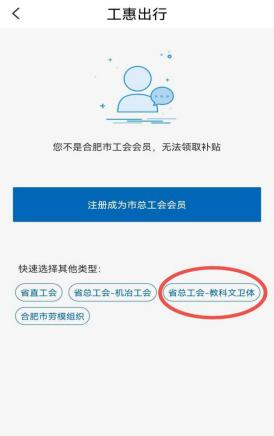 工惠出行
您不是合肥市工会会员，无法领取补贴
注册成为市总工会会员
快速选择其他类型：
省直工会 省总工会-机冶工会 省总工会-教科文卫体
合肥市劳模组织